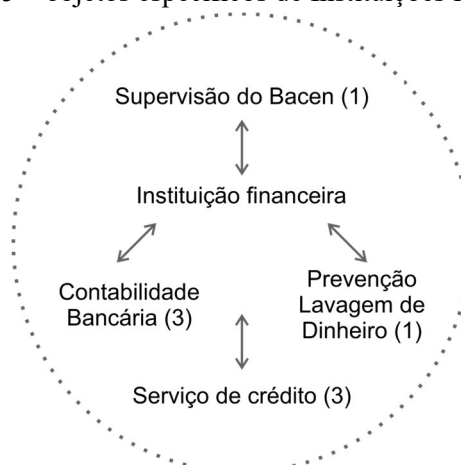 objetos específicos de Instituições
Supervisão do Bacen (1)
Instituição financeira
Contabilidade
Bancária (3)
Prevenção
Lavagem de
Dinheiro (1)
Serviço de crédito (3)